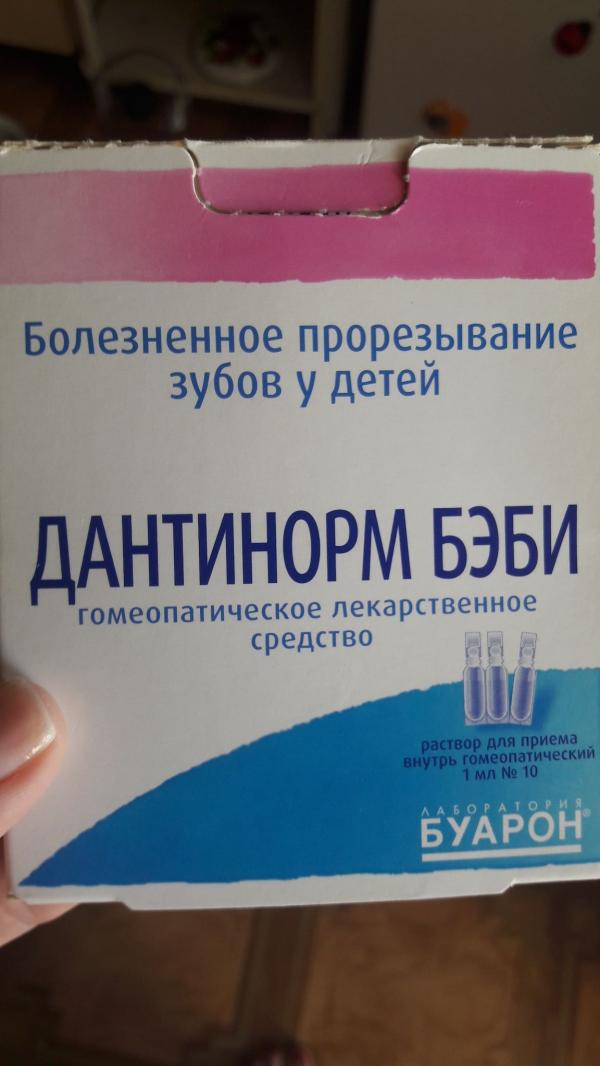 Болезненное прорезывание
зубов у детей
ДАНТИНОРМ БЭБИ
гомеопатическое лекарственное
средство
раствор для приема
внутрь гомеопатический
1 мл № 10
ЛАБОРАТОРИЯ
БУАРОН®